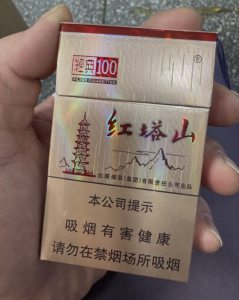 經典100
FILTER CIGARETTES
®
红塔山
红塔烟草(集团)有限责任公司出品
本公司提示
吸烟有害健康
请勿在禁烟场所吸烟